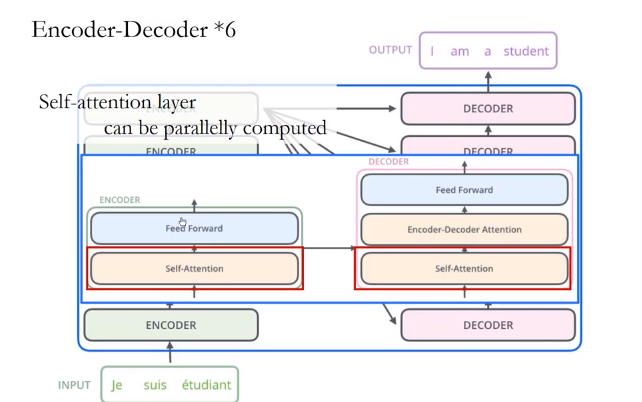 Encoder-Decoder *6
OUTPUT
I am a student
Self-attention layer
can be parallelly computed
ENCODER
DECODER
ENCODER
DECODER
DECODER
ENCODER
Feed Forward
Feed Forward
Encoder-Decoder Attention
Self-Attention
Self-Attention
ENCODER
DECODER
INPUT
Je suis étudiant